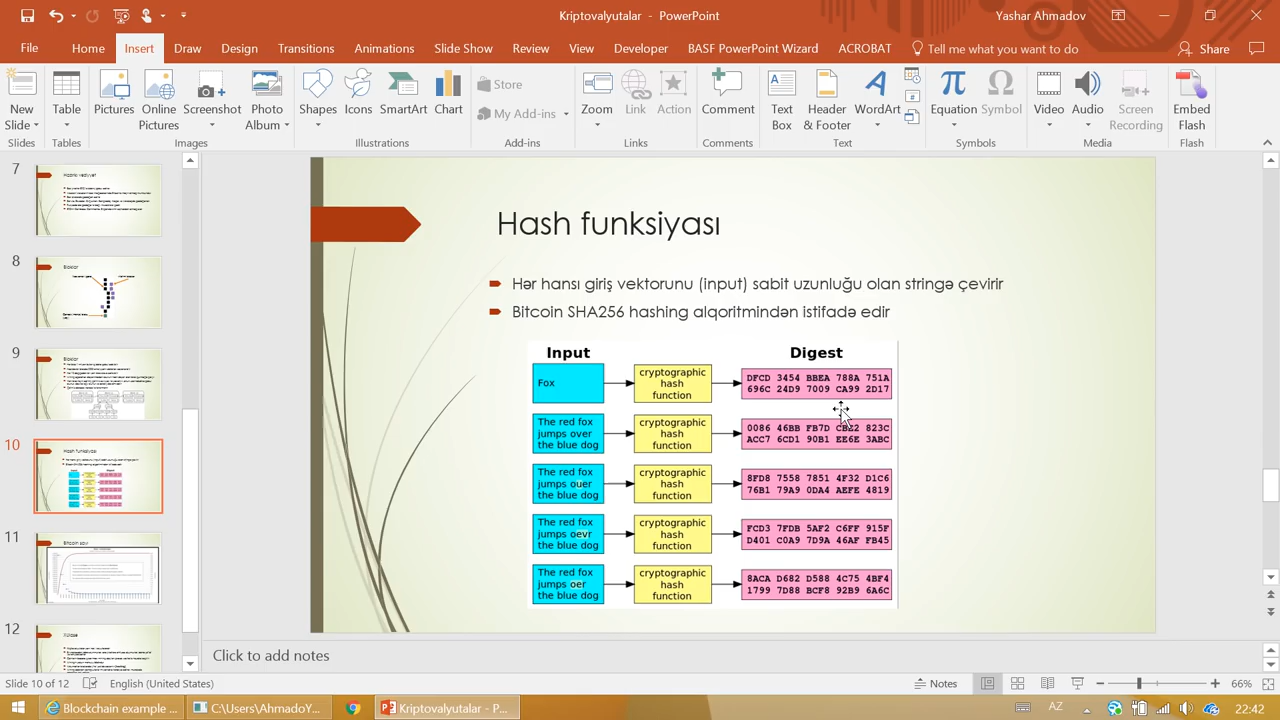 Kriptovalyutalar - PowerPoint
Yashar Ahmadov
File Home Insert Draw Design Transitions Animations Slide Show Review View Developer BASF PowerPoint Wizard ACROBAT Tell me what you want to do Share
New Slide
Table
Pictures
Online Pictures
Screenshot
Photo Album
Shapes
Icons
SmartArt
Chart
Store
My Add-ins
Zoom
Link
Action
Comment
Text Box
Header & Footer
WordArt
Equation
Symbol
Video
Audio
Screen Recording
Embed Flash
Slides Tables Images Illustrations Add-ins Links Comments Text Symbols Media Flash
7
8
Bloklar
9
Bloklar
10
Hash funksiyası
11
Bitcoin sayı
12
Xülasə
Hash funksiyası
Hər hansı giriş vektorunu (input) sabit uzunluğu olan stringə çevirir
Bitcoin SHA256 hashing alqoritmindən istifadə edir
Input Digest
Fox
cryptographic hash function
DFCD 3454 BBEA 788A 751A
696C 24D9 7009 CA99 2D17
The red fox
jumps over
the blue dog
cryptographic
hash
function
0086 46BB FB7D CBE2 823C
ACC7 6CD1 90B1 EE6E 3ABC
The red fox
jumps ouer
the blue dog
cryptographic
hash
function
8FD8 7558 7851 4F32 D1C6
76B1 79A9 0DA4 AEFE 4819
The red fox
jumps oevr
the blue dog
cryptographic
hash
function
FCD3 7FDB 5AF2 C6FF 915F
D401 C0A9 7D9A 46AF FB45
The red fox
jumps oer
the blue dog
cryptographic
hash
function
8ACA D682 D588 4C75 4BF4
1799 7D88 BCF8 92B9 6A6C
Click to add notes
Slide 10 of 12 English (United States) Notes 66%
Blockchain example ... C:\Users\AhmadoY... Kriptovalyutalar - P... AZ 22:42